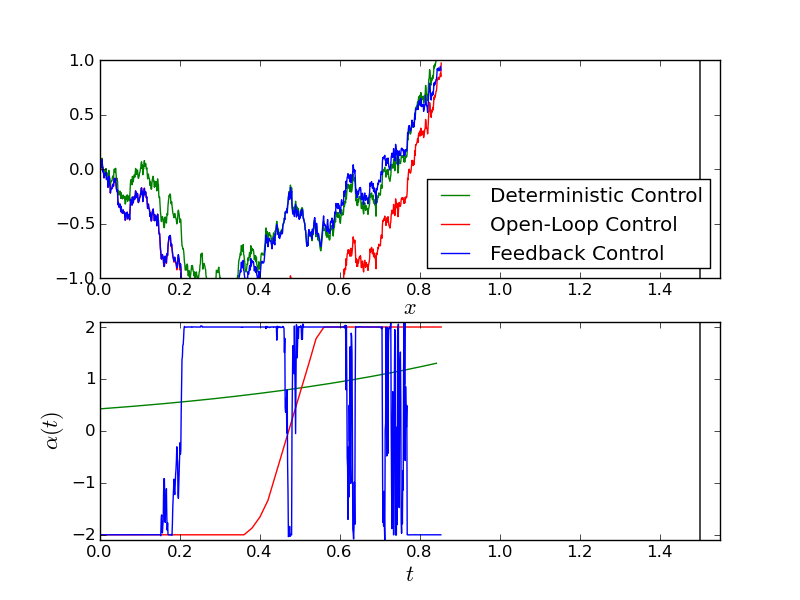 1.0
0.5
0.0
−0.5
−1.0
0.0 0.2 0.4 0.6 0.8 1.0 1.2 1.4
x
Deterministic Control
Open-Loop Control
Feedback Control
2
1
0
−1
−2
α(t)
0.0 0.2 0.4 0.6 0.8 1.0 1.2 1.4
t